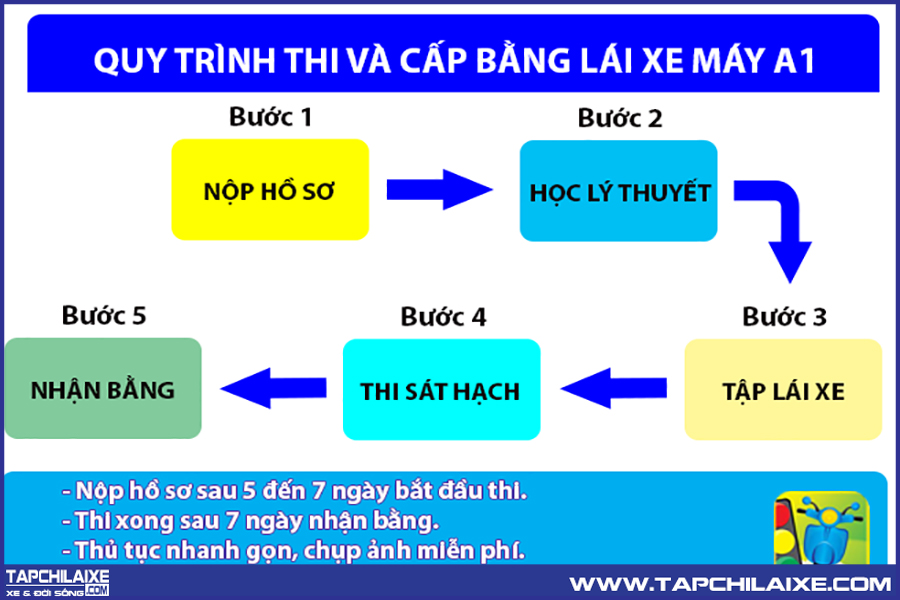 QUY TRÌNH THI VÀ CẤP BẰNG LÁI XE MÁY A1
Bước 1
NỘP HỒ SƠ
Bước 2
HỌC LÝ THUYẾT
Bước 3
TẬP LÁI XE
Bước 4
THI SÁT HẠCH
Bước 5
NHẬN BẰNG
- Nộp hồ sơ sau 5 đến 7 ngày bắt đầu thi.
- Thi xong sau 7 ngày nhận bằng.
- Thủ tục nhanh gọn, chụp ảnh miễn phí.
TAPCHILAIXE
XE & ĐỜI SỐNG .COM
WWW.TAPCHILAIXE.COM